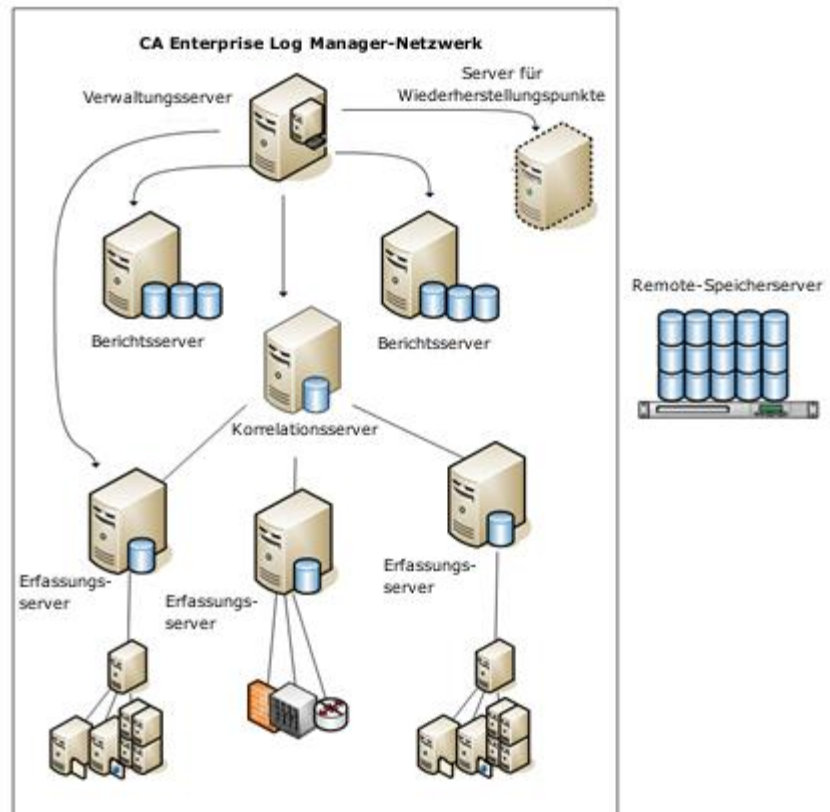 CA Enterprise Log Manager-Netzwerk
Verwaltungsserver
Server für
Wiederherstellungspunkte
Remote-Speicherserver
Berichtsserver
Berichtsserver
Korrelationsserver
Erfassungs-
server
Erfassungs-
server
Erfassungs-
server